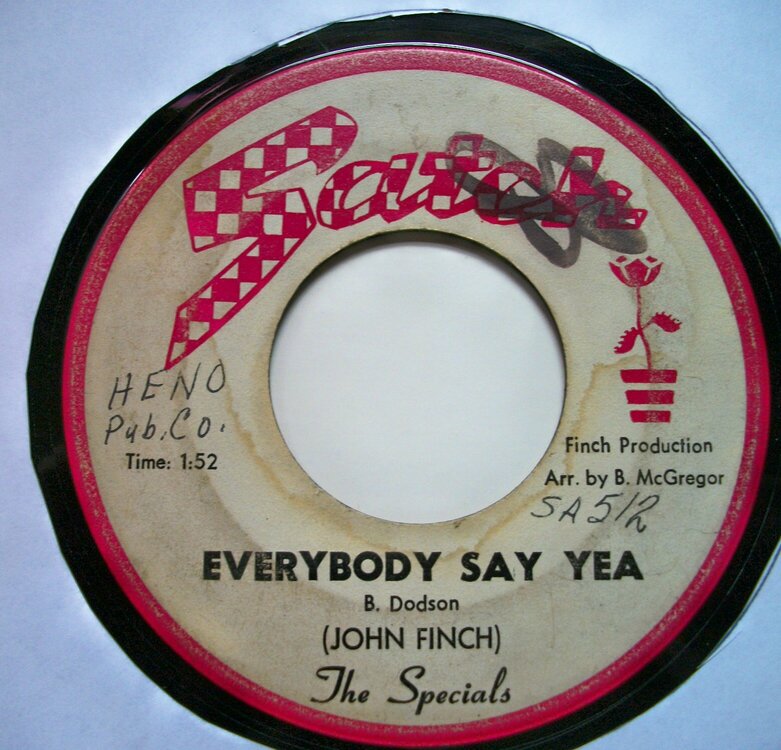 Satch
HENO
Pub. Co.
Time: 1:52
Finch Production
Arr. by B. McGregor
SA 512
EVERYBODY SAY YEA
B. Dodson
(JOHN FINCH)
The Specials